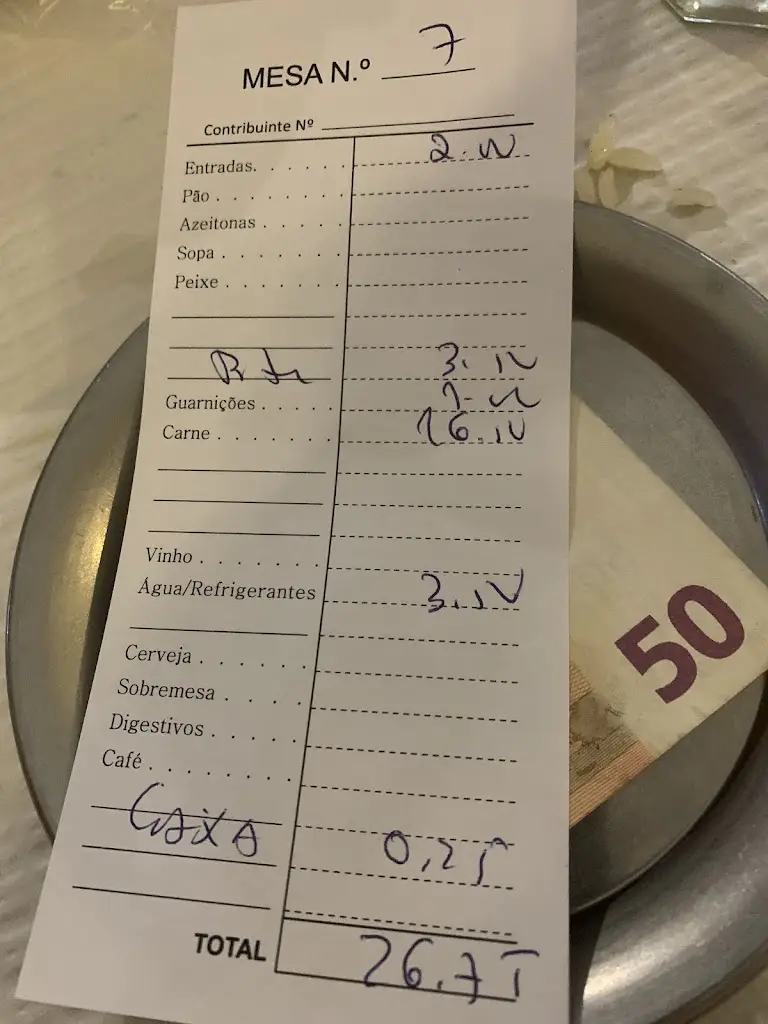 MESA N.º 7
Contribuinte Nº
Entradas. . . . . .
Pão . . . . . . . .
Azeitonas . . . . .
Sopa . . . . . . .
Peixe . . . . . . .
Guarnições . . . . .
Carne . . . . . . .
Vinho . . . . . . .
Água/Refrigerantes
Cerveja . . . . . .
Sobremesa . . . .
Digestivos . . . . .
Café . . . . . . . .
Caixa 0,25
TOTAL 26.75
50